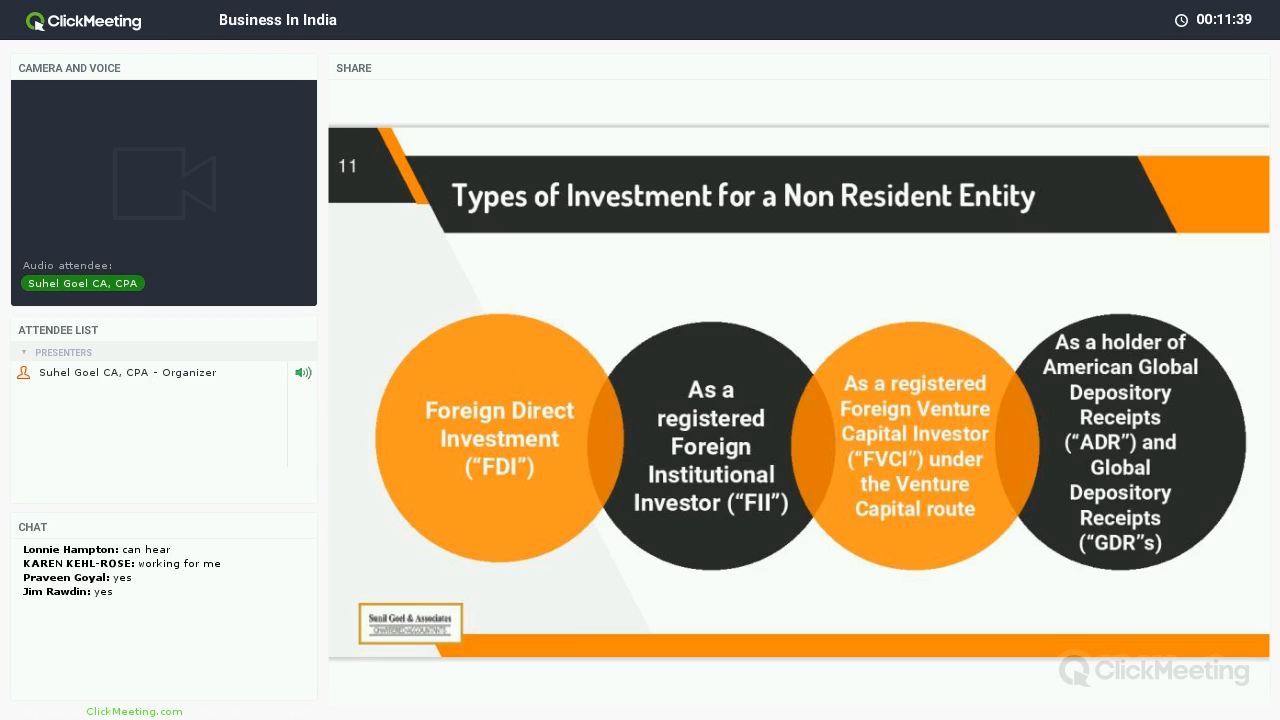 ClickMeeting
Business In India
00:11:39
CAMERA AND VOICE
Audio attendee:
Suhel Goel CA, CPA
ATTENDEE LIST
PRESENTERS
Suhel Goel CA, CPA - Organizer
CHAT
Lonnie Hampton: can hear
KAREN KEHL-ROSE: working for me
Praveen Goyal: yes
Jim Rawdin: yes
ClickMeeting.com
SHARE
11
Types of Investment for a Non Resident Entity
Foreign Direct
Investment
(“FDI”)
As a
registered
Foreign
Institutional
Investor (“FII”)
As a registered
Foreign Venture
Capital Investor
(“FVCI”) under
the Venture
Capital route
As a holder of
American Global
Depository
Receipts
(“ADR”) and
Global
Depository
Receipts
(“GDR”s)
Sunil Goel & Associates
CHARTERED ACCOUNTANTS
ClickMeeting